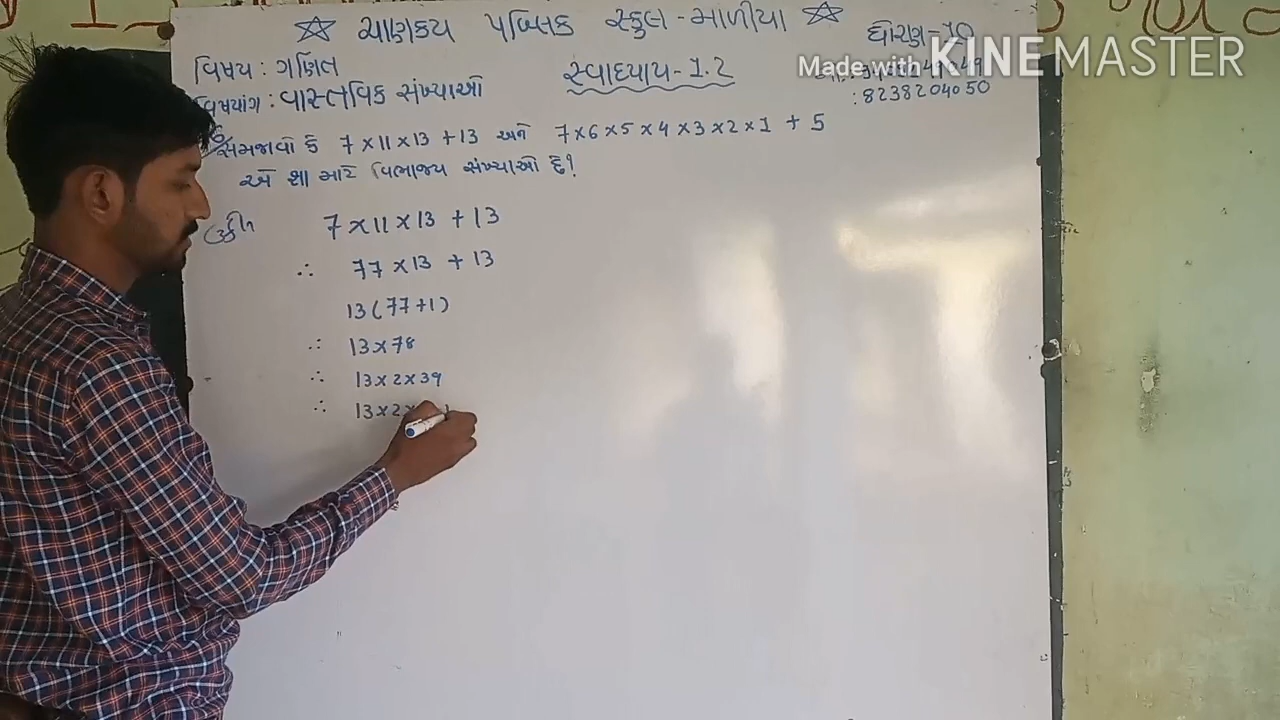 ☆ ચાણક્ય પબ્લિક સ્કુલ - માળીયા ☆
ધોરણ - 10
Made with KINEMASTER
વિષય : ગણિત
સ્વાધ્યાય - 1.2
વિષયાંગ : વાસ્તવિક સંખ્યાઓ
: 8238204050
સમજાવો કે 7 × 11 × 13 + 13 અને 7 × 6 × 5 × 4 × 3 × 2 × 1 + 5
એ શા માટે વિભાજ્ય સંખ્યાઓ છે?
7 × 11 × 13 + 13
∴ 77 × 13 + 13
13 (77 + 1)
∴ 13 × 78
∴ 13 × 2 × 39
∴ 13 × 2 ×